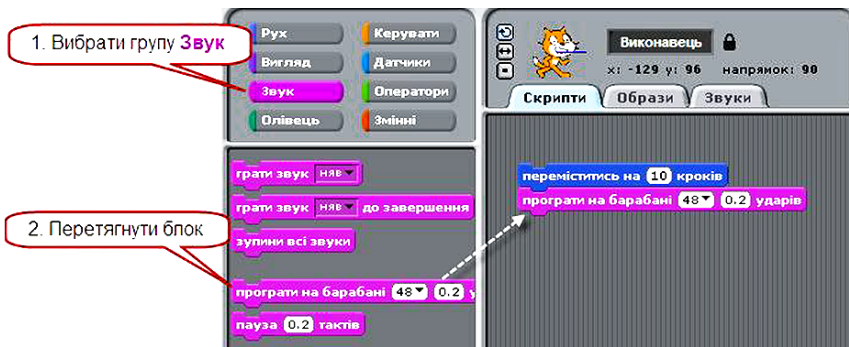 1. Вибрати групу Звук
2. Перетягнути блок
Рух
Керувати
Вигляд
Датчики
Звук
Оператори
Олівець
Змінні
грати звук няв
грати звук няв до завершення
зупини всі звуки
програти на барабані 48 0.2 у
пауза 0.2 тактів
Виконавець
x: -129 y: 96 напрямок: 90
Скрипти Образи Звуки
переміститись на 10 кроків
програти на барабані 48 0.2 ударів